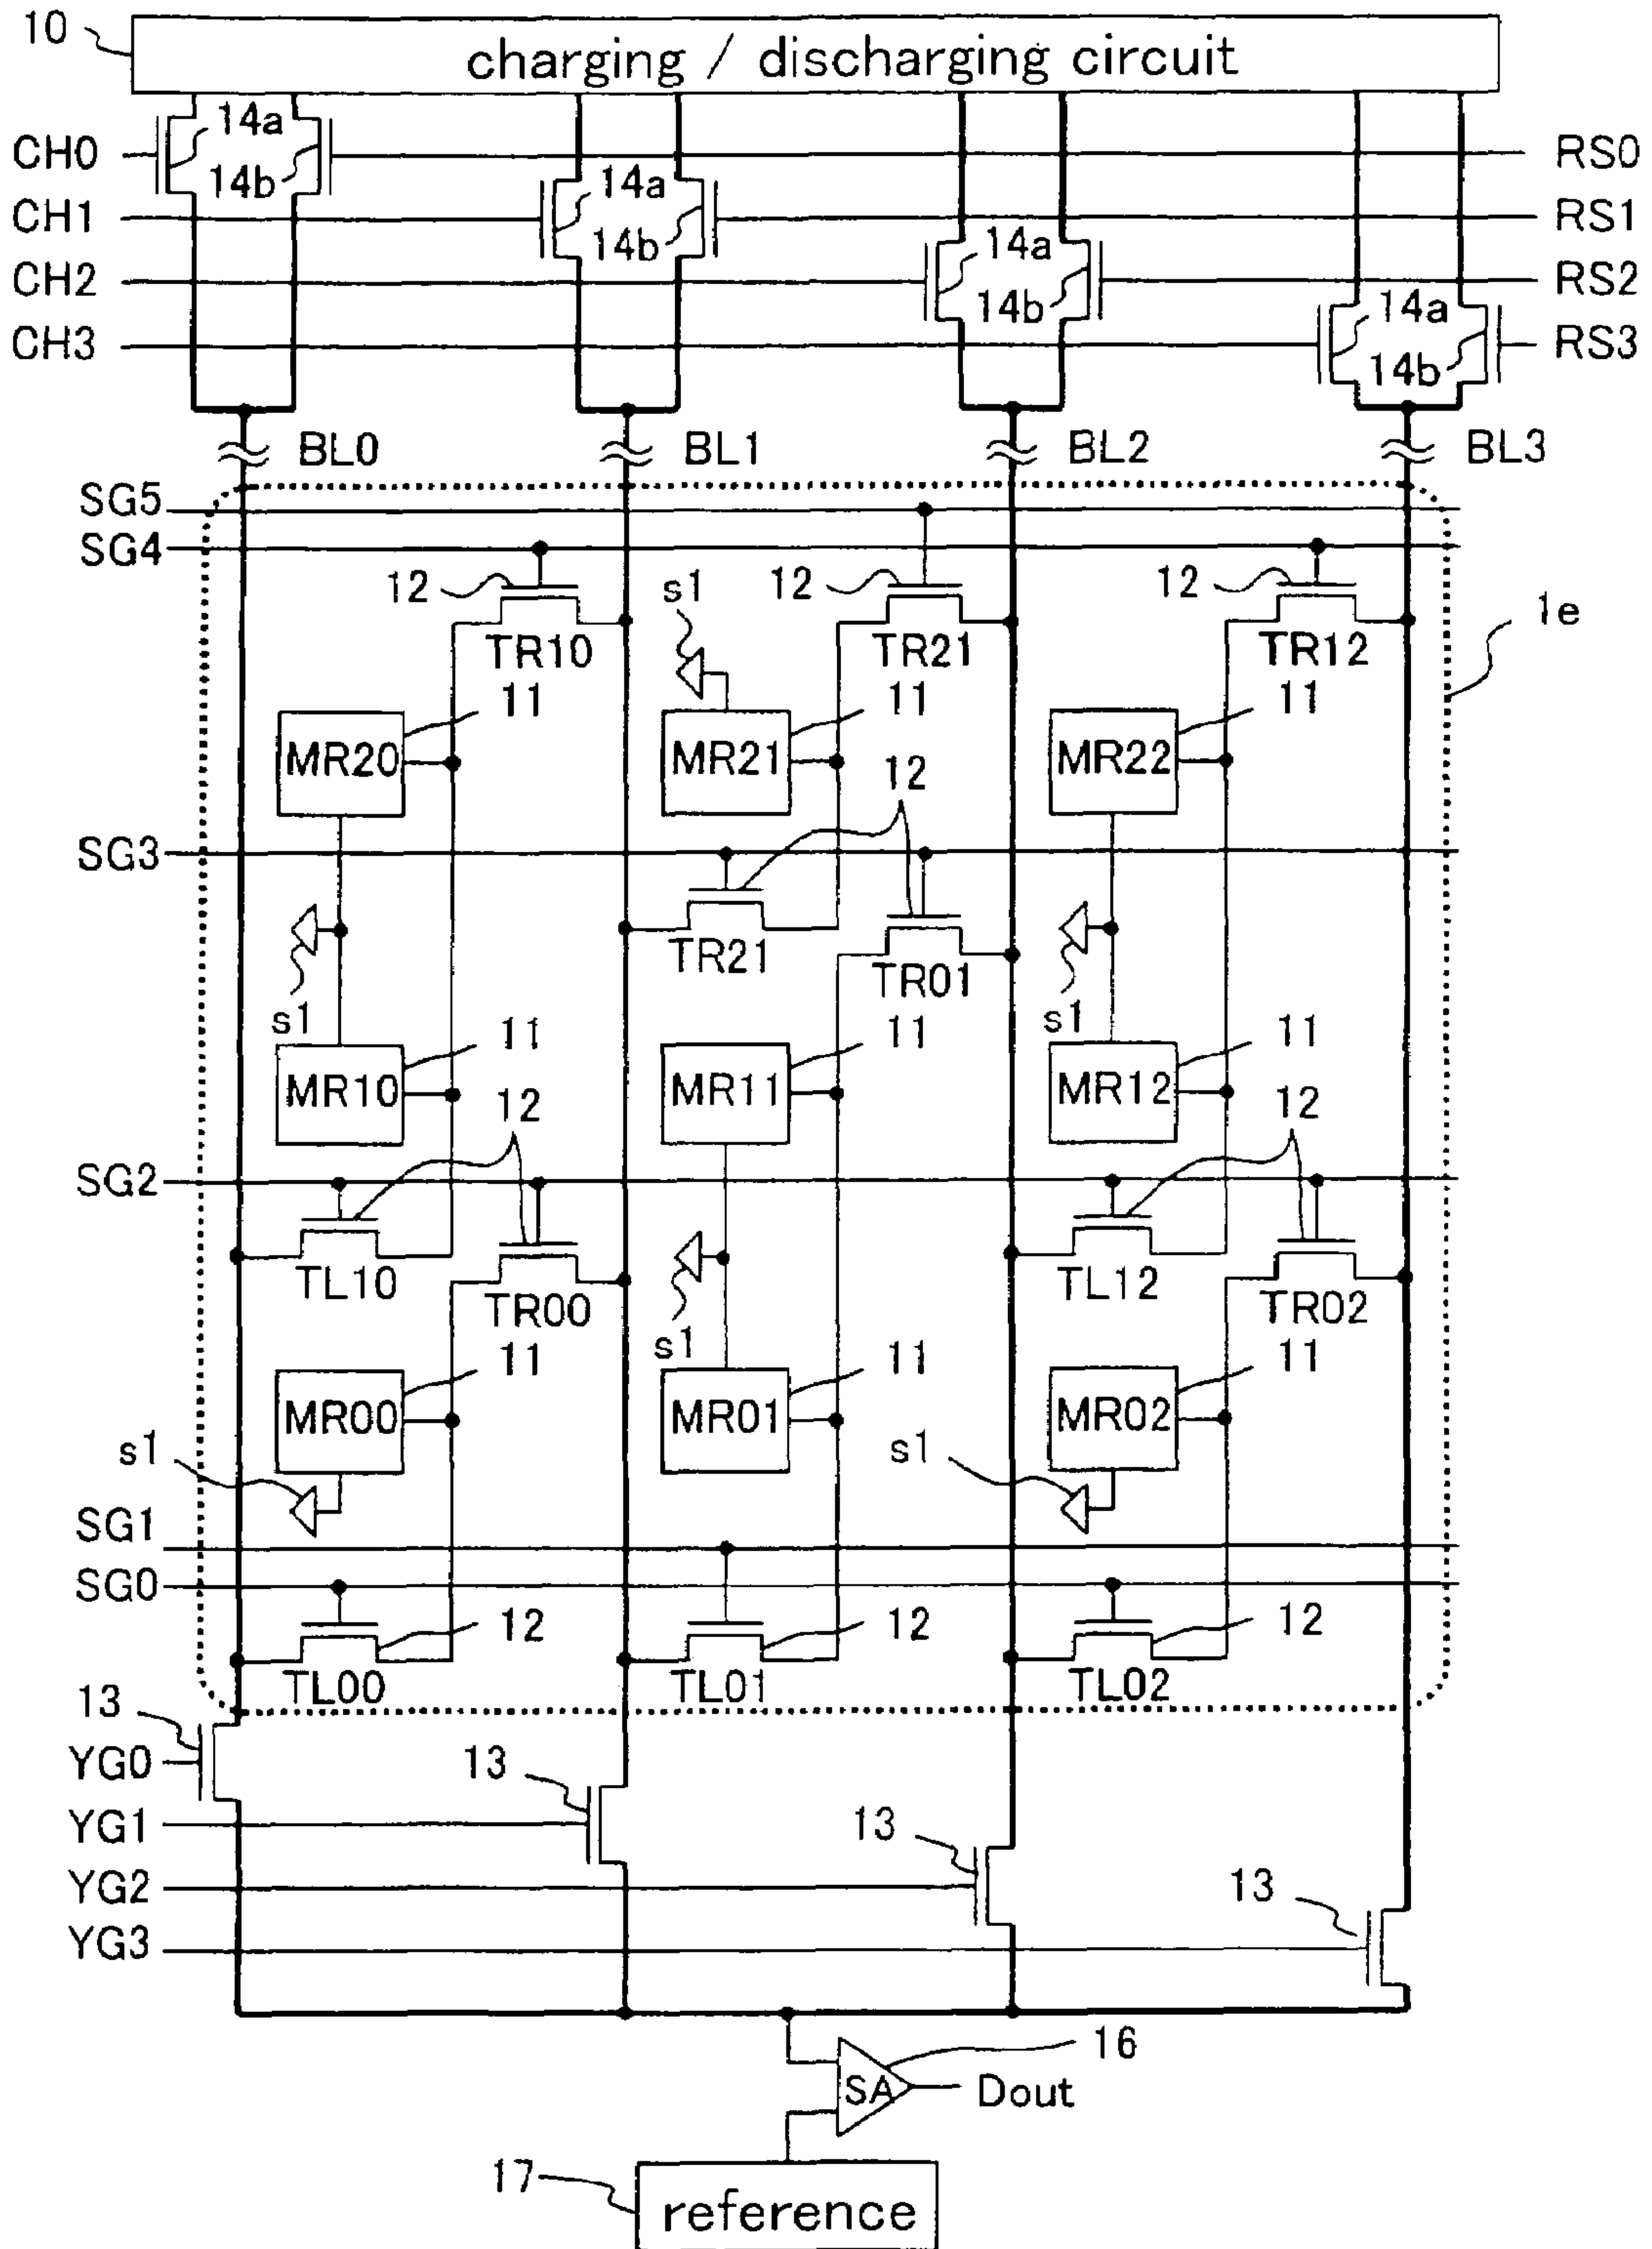 10
charging / discharging circuit
CH0 14a 14b RS0
CH1 14a 14b RS1
CH2 14a 14b RS2
CH3 14a 14b RS3
BL0 BL1 BL2 BL3
SG5
SG4
12 s1 12 12 1e
TR10 TR21 TR12
11 11 11
MR20 MR21 MR22
12
SG3
TR21 TR01
s1 s1
11 11 11
MR10 MR11 MR12
12 12
SG2
TL10 TR00 s1 TL12 TR02
11 11 11
MR00 MR01 MR02
s1 s1
SG1
SG0
12 12 12
TL00 TL01 TL02
13
YG0
13
YG1
13
YG2
13
YG3
16
SA Dout
17
reference